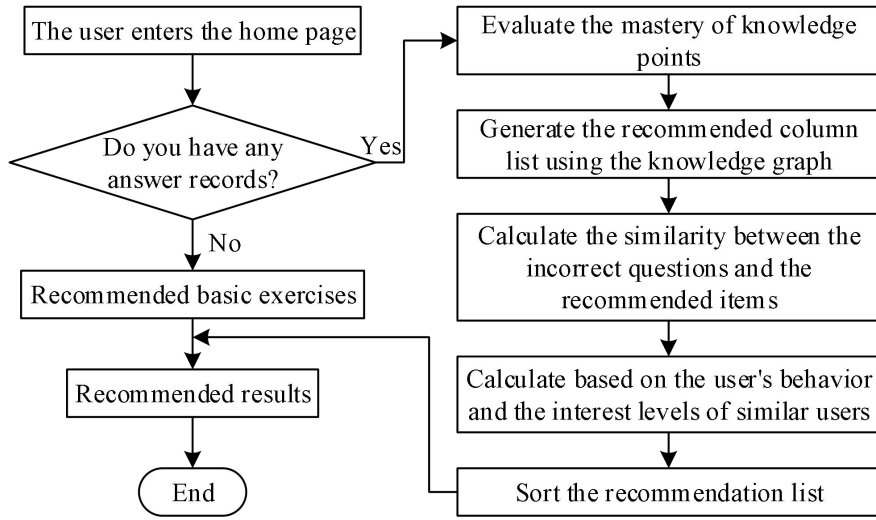 The user enters the home page
Do you have any
answer records?
Yes
No
Recommended basic exercises
Recommended results
End
Evaluate the mastery of knowledge
points
Generate the recommended column
list using the knowledge graph
Calculate the similarity between the
incorrect questions and the
recommended items
Calculate based on the user's behavior
and the interest levels of similar users
Sort the recommendation list